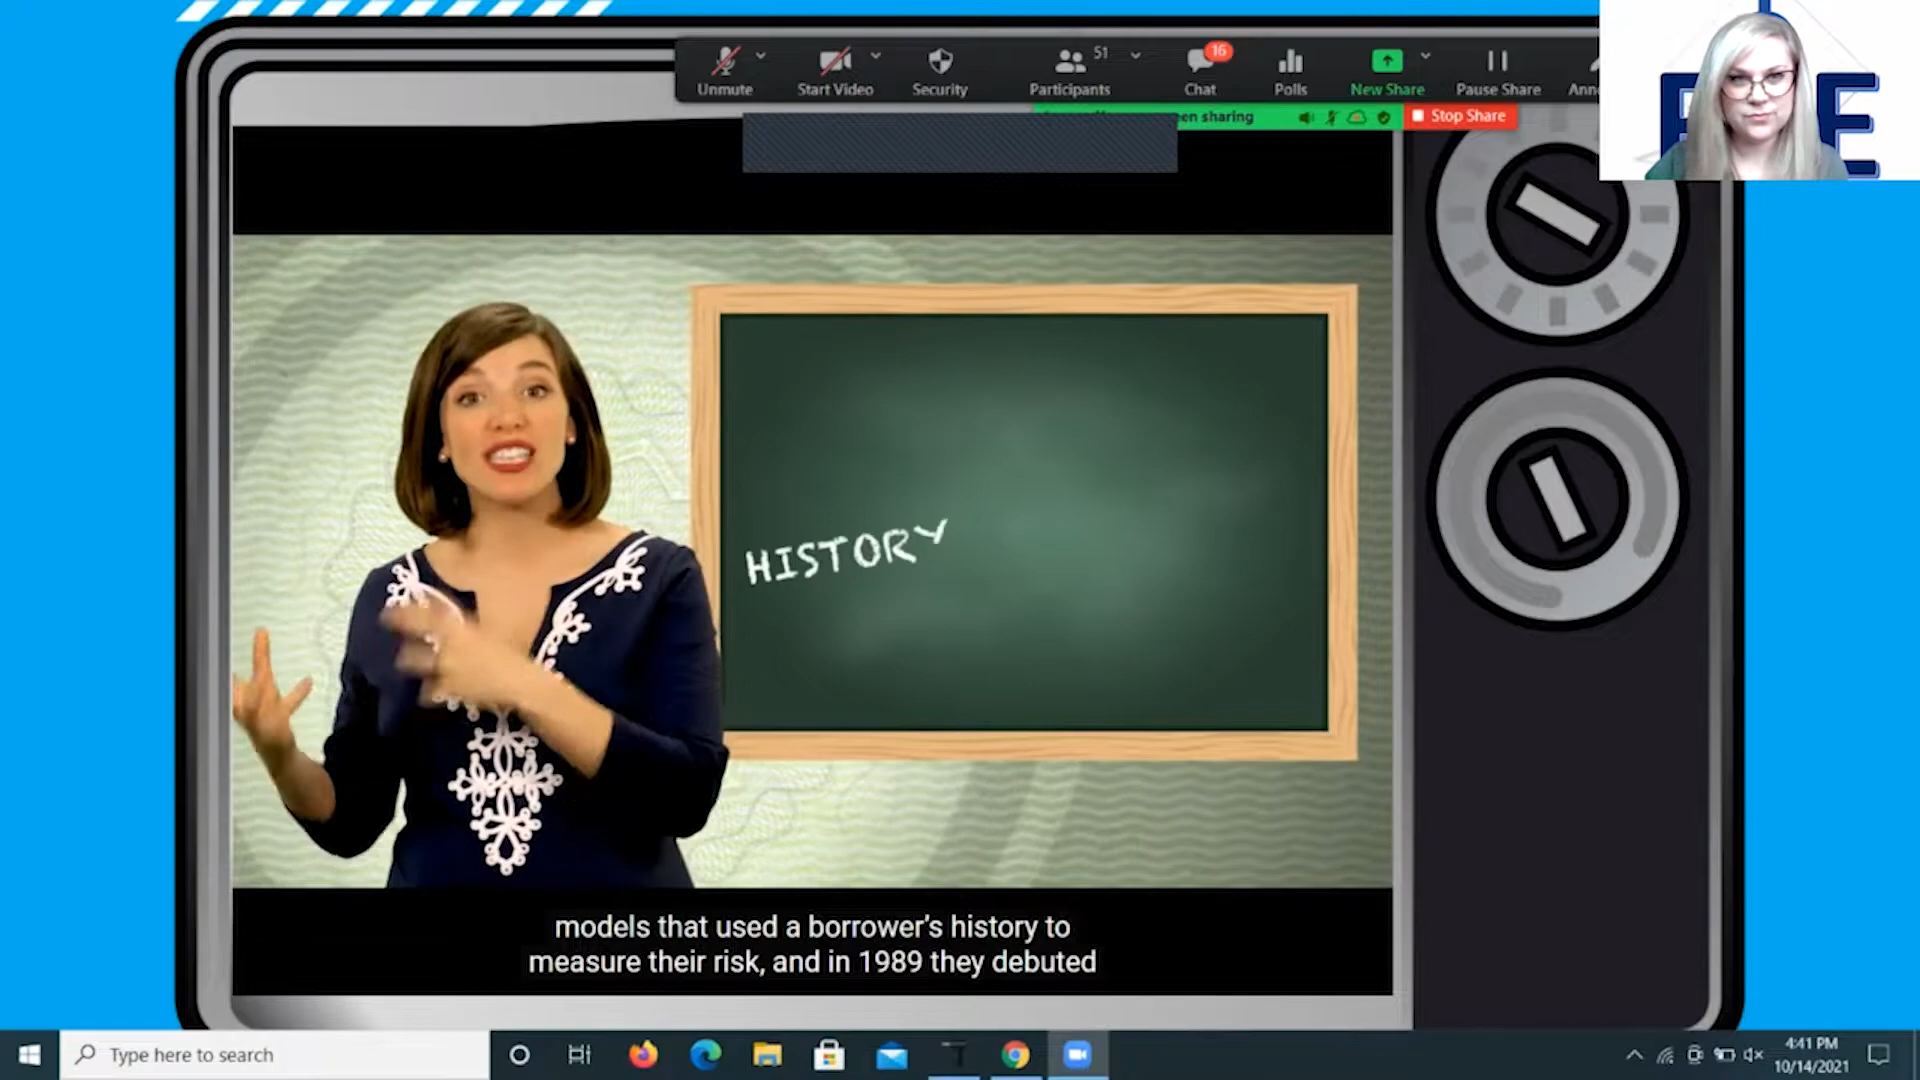 51
16
Unmute
Start Video
Security
Participants
Chat
Polls
New Share
Pause Share
en sharing
Stop Share
E
HISTORY
models that used a borrower's history to
measure their risk, and in 1989 they debuted
Type here to search
4:41 PM
10/14/2021